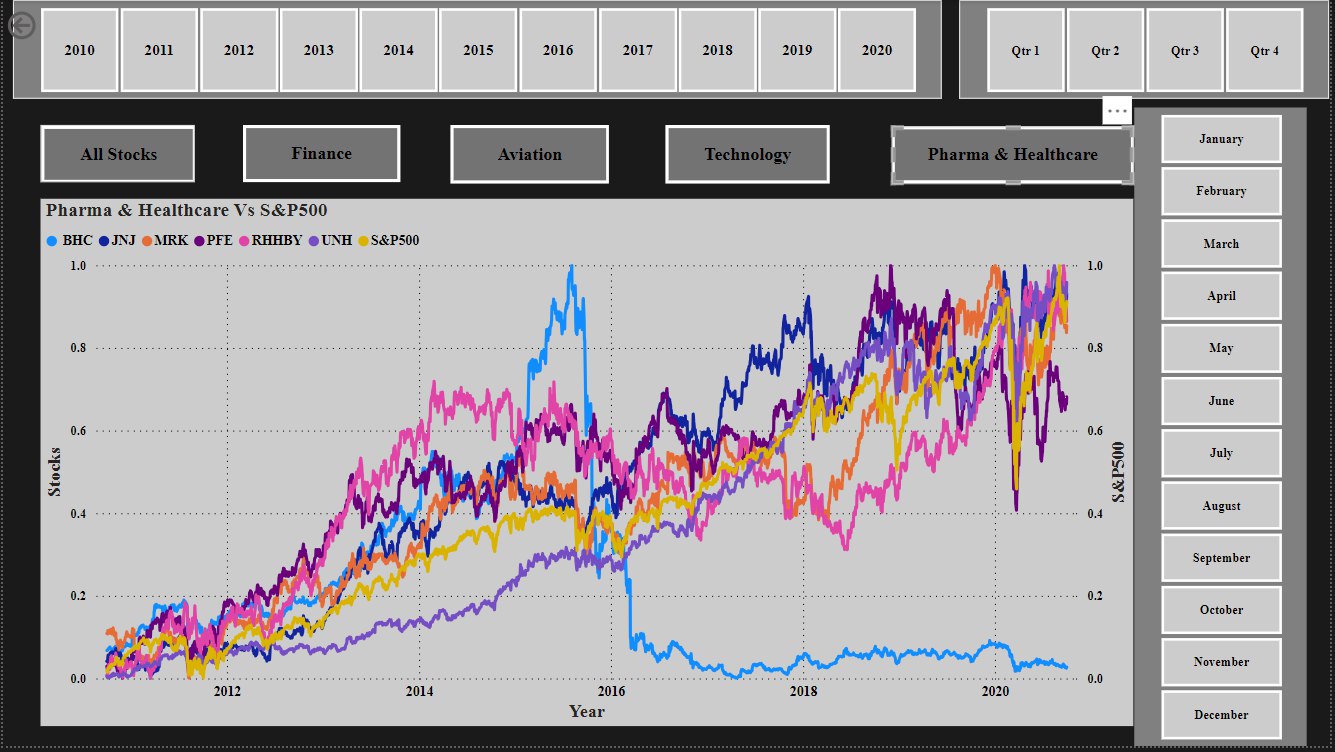 2010 2011 2012 2013 2014 2015 2016 2017 2018 2019 2020
Qtr 1 Qtr 2 Qtr 3 Qtr 4
All Stocks Finance Aviation Technology Pharma & Healthcare
Pharma & Healthcare Vs S&P500
BHC JNJ MRK PFE RHHBY UNH S&P500
1.0 1.0
0.8 0.8
0.6 0.6
0.4 0.4
0.2 0.2
0.0 0.0
Stocks
S&P500
2012 2014 2016 2018 2020
Year
January
February
March
April
May
June
July
August
September
October
November
December